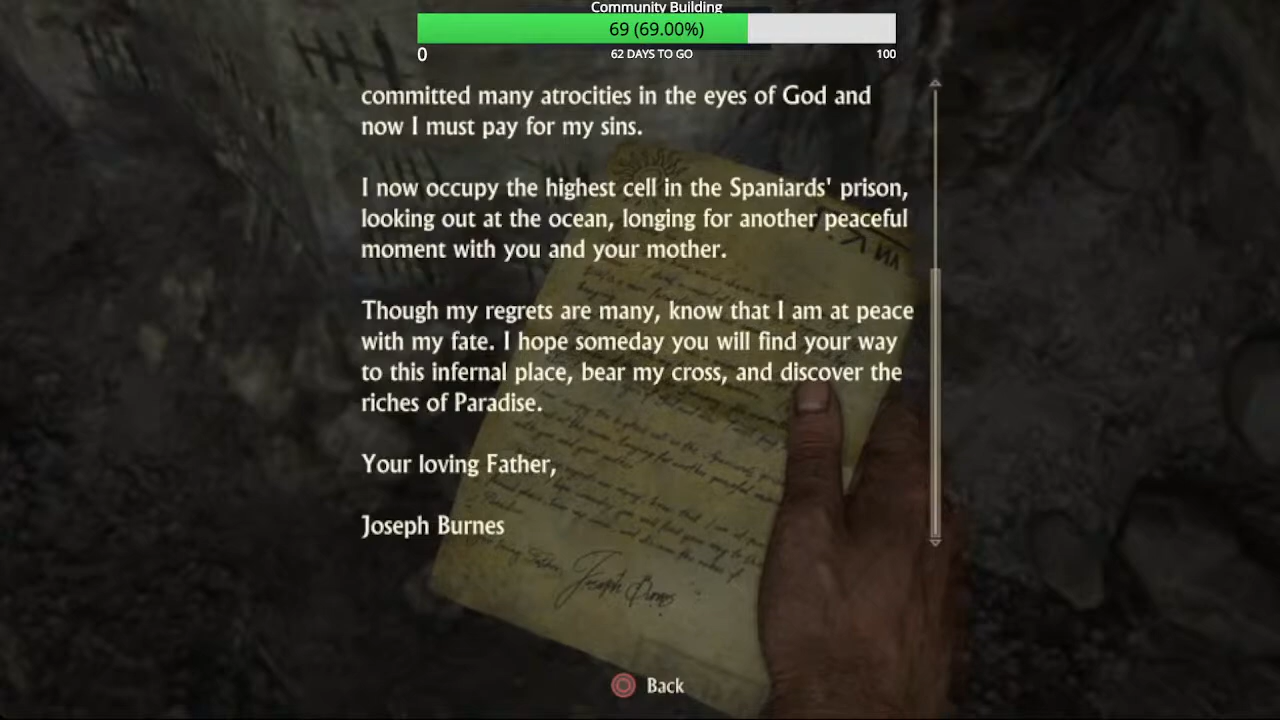 Community Building
69 (69.00%)
0
62 DAYS TO GO
100
committed many atrocities in the eyes of God and
now I must pay for my sins.
I now occupy the highest cell in the Spaniards' prison,
looking out at the ocean, longing for another peaceful
moment with you and your mother.
Though my regrets are many, know that I am at peace
with my fate. I hope someday you will find your way
to this infernal place, bear my cross, and discover the
riches of Paradise.
Your loving Father,
Joseph Burnes
Joseph Burnes
Back